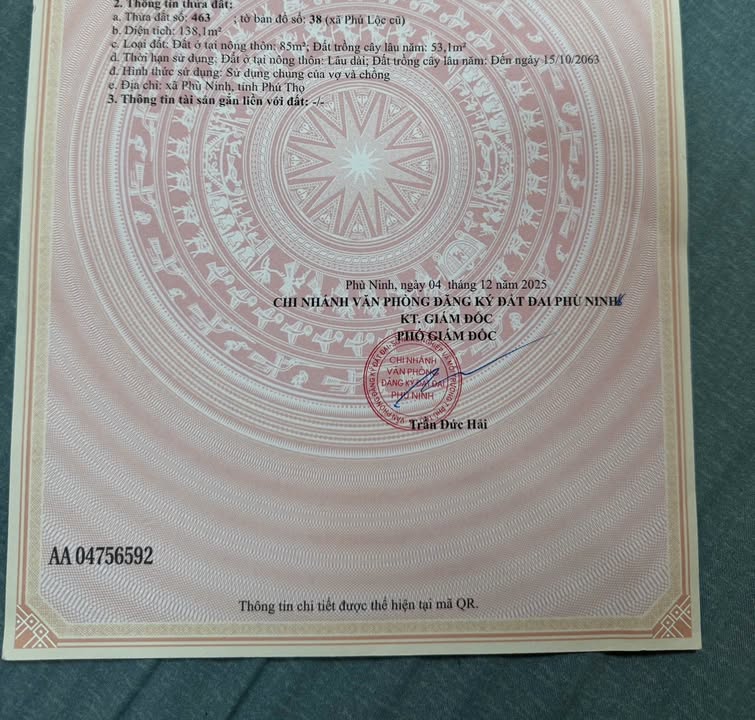 2. Thông tin thửa đất:
a. Thửa đất số: 463 ; tờ bản đồ số: 38 (xã Phú Lộc cũ)
b. Diện tích: 138,1m²
c. Loại đất: Đất ở tại nông thôn: 85m²; Đất trồng cây lâu năm: 53,1m²
d. Thời hạn sử dụng: Đất ở tại nông thôn: Lâu dài; Đất trồng cây lâu năm: Đến ngày 15/10/2063
đ. Hình thức sử dụng: Sử dụng chung của vợ và chồng
e. Địa chỉ: xã Phù Ninh, tỉnh Phú Thọ
3. Thông tin tài sản gắn liền với đất: -/-
Phù Ninh, ngày 04 tháng 12 năm 2025
CHI NHÁNH VĂN PHÒNG ĐĂNG KÝ ĐẤT ĐAI PHÙ NINH
KT. GIÁM ĐỐC
PHÓ GIÁM ĐỐC
CHI NHÁNH
VĂN PHÒNG
ĐĂNG KÝ ĐẤT ĐAI
PHÙ NINH
Trần Đức Hải
AA 04756592
Thông tin chi tiết được thể hiện tại mã QR.